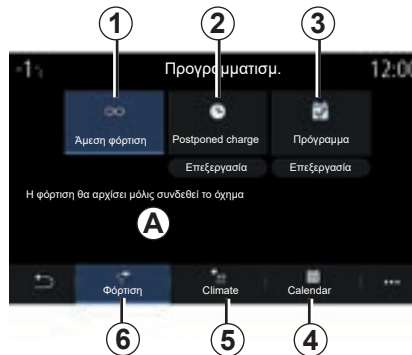 1 2 3
-1 Προγραμματισμ. 12:00
Άμεση φόρτιση Postponed charge Πρόγραμμα
Επεξεργασία Επεξεργασία
Η φόρτιση θα αρχίσει μόλις συνδεθεί το όχημα
A
Φόρτιση Climate Calendar
6 5 4